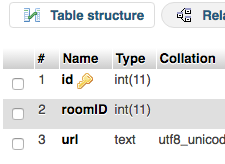 Table structure Rela
# Name Type Collation
1 id int(11)
2 roomID int(11)
3 url text utf8_unicod